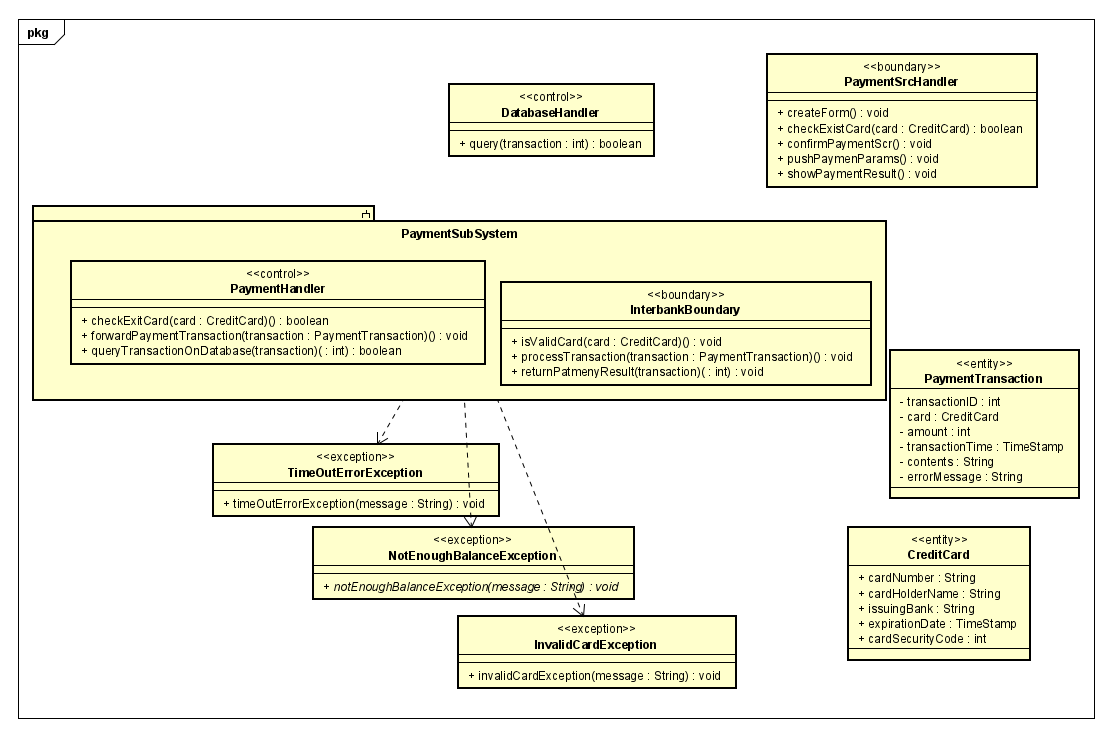 pkg
<<control>>
DatabaseHandler
+ query(transaction : int) : boolean
<<boundary>>
PaymentSrcHandler
+ createForm() : void
+ checkExistCard(card : CreditCard) : boolean
+ confirmPaymentScr() : void
+ pushPaymenParams() : void
+ showPaymentResult() : void
PaymentSubSystem
<<control>>
PaymentHandler
+ checkExitCard(card : CreditCard)() : boolean
+ forwardPaymentTransaction(transaction : PaymentTransaction)() : void
+ queryTransactionOnDatabase(transaction)( : int) : boolean
<<boundary>>
InterbankBoundary
+ isValidCard(card : CreditCard)() : void
+ processTransaction(transaction : PaymentTransaction)() : void
+ returnPatmenyResult(transaction)( : int) : void
<<entity>>
PaymentTransaction
- transactionID : int
- card : CreditCard
- amount : int
- transactionTime : TimeStamp
- contents : String
- errorMessage : String
<<exception>>
TimeOutErrorException
+ timeOutErrorException(message : String) : void
<<exception>>
NotEnoughBalanceException
+ notEnoughBalanceException(message : String) : void
<<exception>>
InvalidCardException
+ invalidCardException(message : String) : void
<<entity>>
CreditCard
+ cardNumber : String
+ cardHolderName : String
+ issuingBank : String
+ expirationDate : TimeStamp
+ cardSecurityCode : int